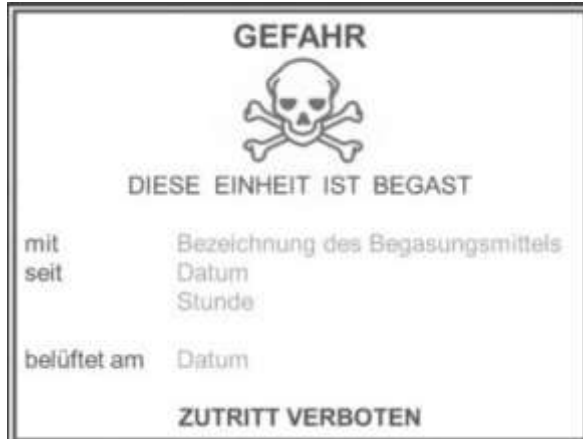 GEFAHR
DIESE EINHEIT IST BEGAST
mit Bezeichnung des Begasungsmittels
seit Datum
Stunde
belüftet am Datum
ZUTRITT VERBOTEN